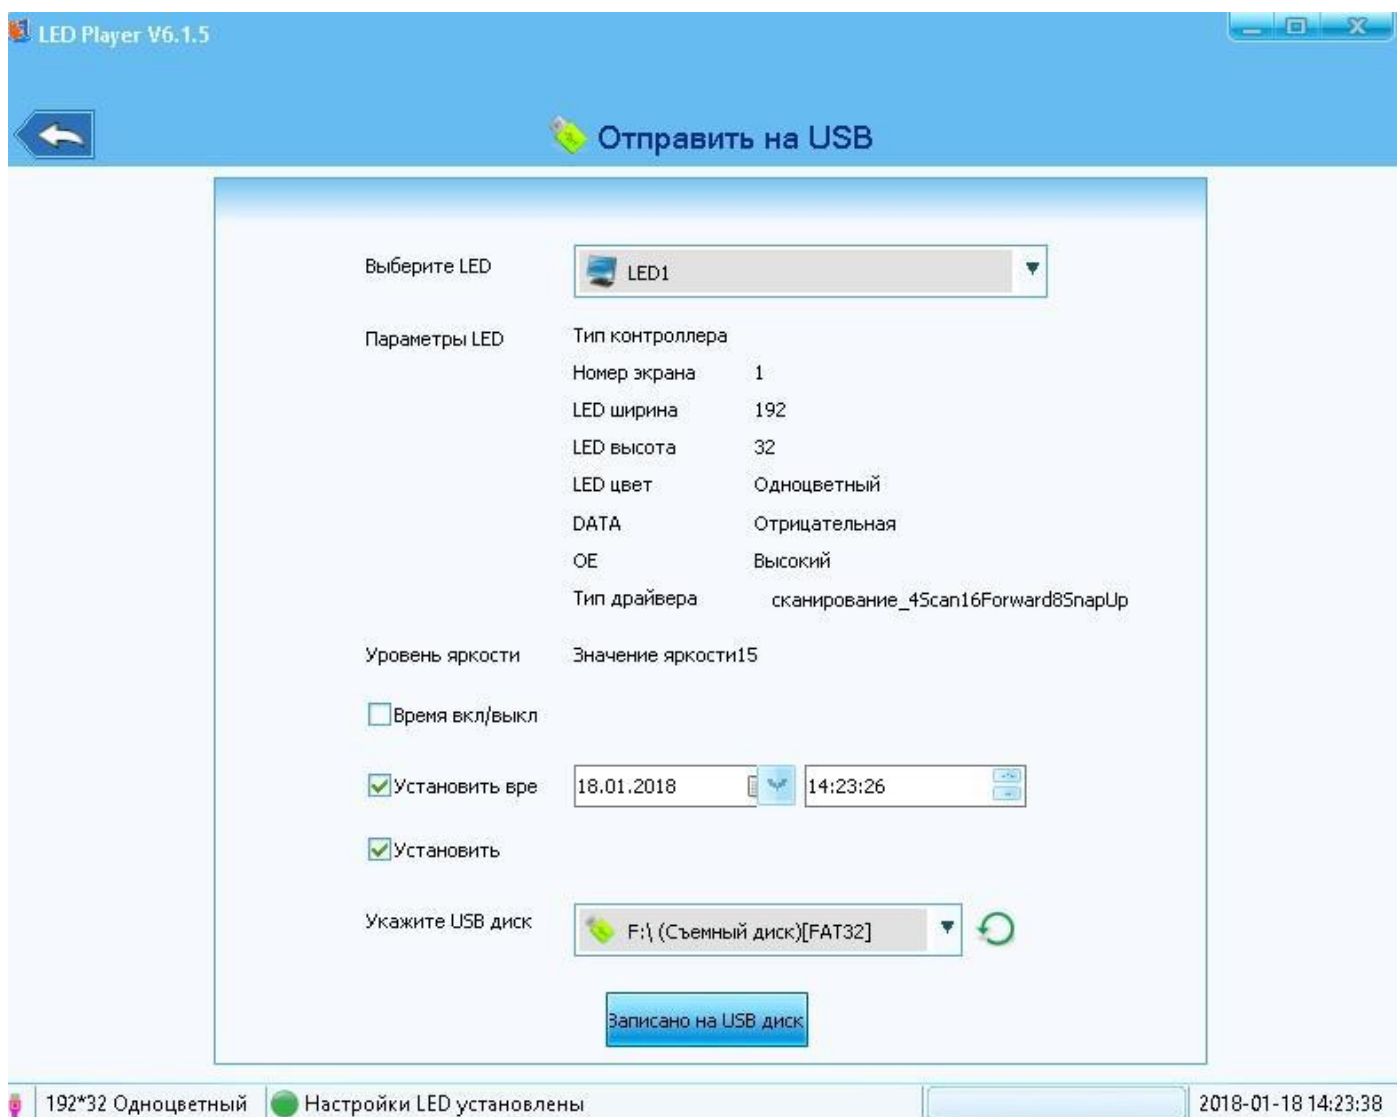 LED Player V6.1.5
Отправить на USB
Выберите LED
LED1
Параметры LED
Тип контроллера
Номер экрана 1
LED ширина 192
LED высота 32
LED цвет Одноцветный
DATA Отрицательная
OE Высокий
Тип драйвера сканирование_4Scan16Forward8SnapUp
Уровень яркости Значение яркости15
Время вкл/выкл
Установить вре 18.01.2018 14:23:26
Установить
Укажите USB диск F:\ (Съемный диск)[FAT32]
Записано на USB диск
192*32 Одноцветный Настройки LED установлены 2018-01-18 14:23:38